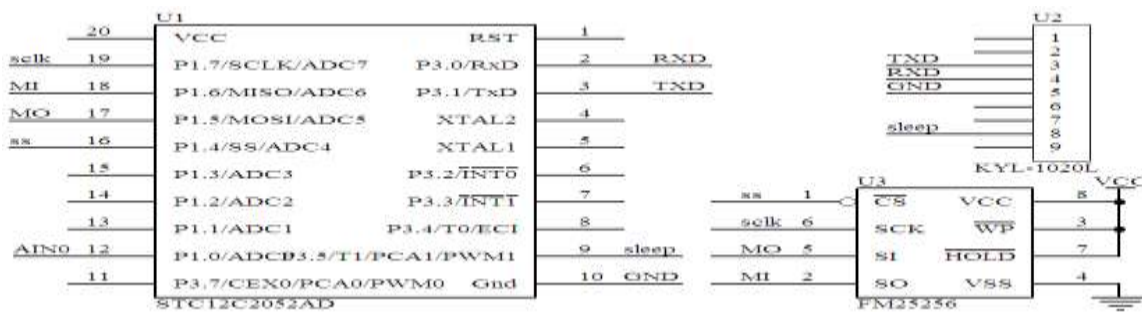 U1
20 VCC RST 1
sclk 19 P1.7/SCLK/ADC7 P3.0/RxD 2 RXD
MI 18 P1.6/MISO/ADC6 P3.1/TxD 3 TXD
MO 17 P1.5/MOSI/ADC5 XTAL2 4
ss 16 P1.4/SS/ADC4 XTAL1 5
15 P1.3/ADC3 P3.2/INT0 6
14 P1.2/ADC2 P3.3/INT1 7
13 P1.1/ADC1 P3.4/T0/ECI 8
AIN0 12 P1.0/ADC0 P3.5/T1/PCA1/PWM1 9 sleep
11 P3.7/CEX0/PCA0/PWM0 Gnd 10 GND
STC12C2052AD
U2
1
2
TXD 3
RXD 4
GND 5
6
7
sleep 8
9
KYL-1020L
U3 VCC
ss 1 CS VCC 8
sclk 6 SCK WP 3
MO 5 SI HOLD 7
MI 2 SO VSS 4
FM25256